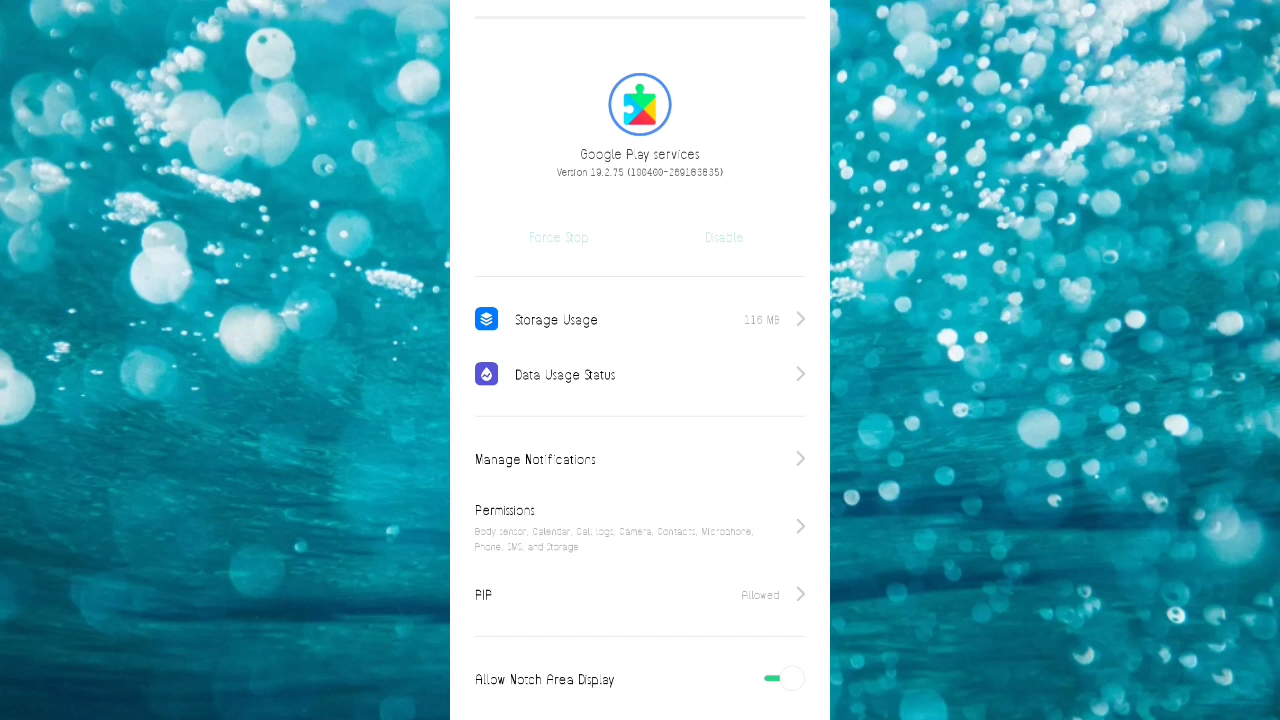 Google Play services
Version 19.2.75 (100400-269183835)
Force Stop
Disable
Storage Usage
116 MB
Data Usage Status
Manage Notifications
Permissions
Body sensor, Calendar, Call logs, Camera, Contacts, Microphone,
Phone, SMS, and Storage
PIP
Allowed
Allow Notch Area Display